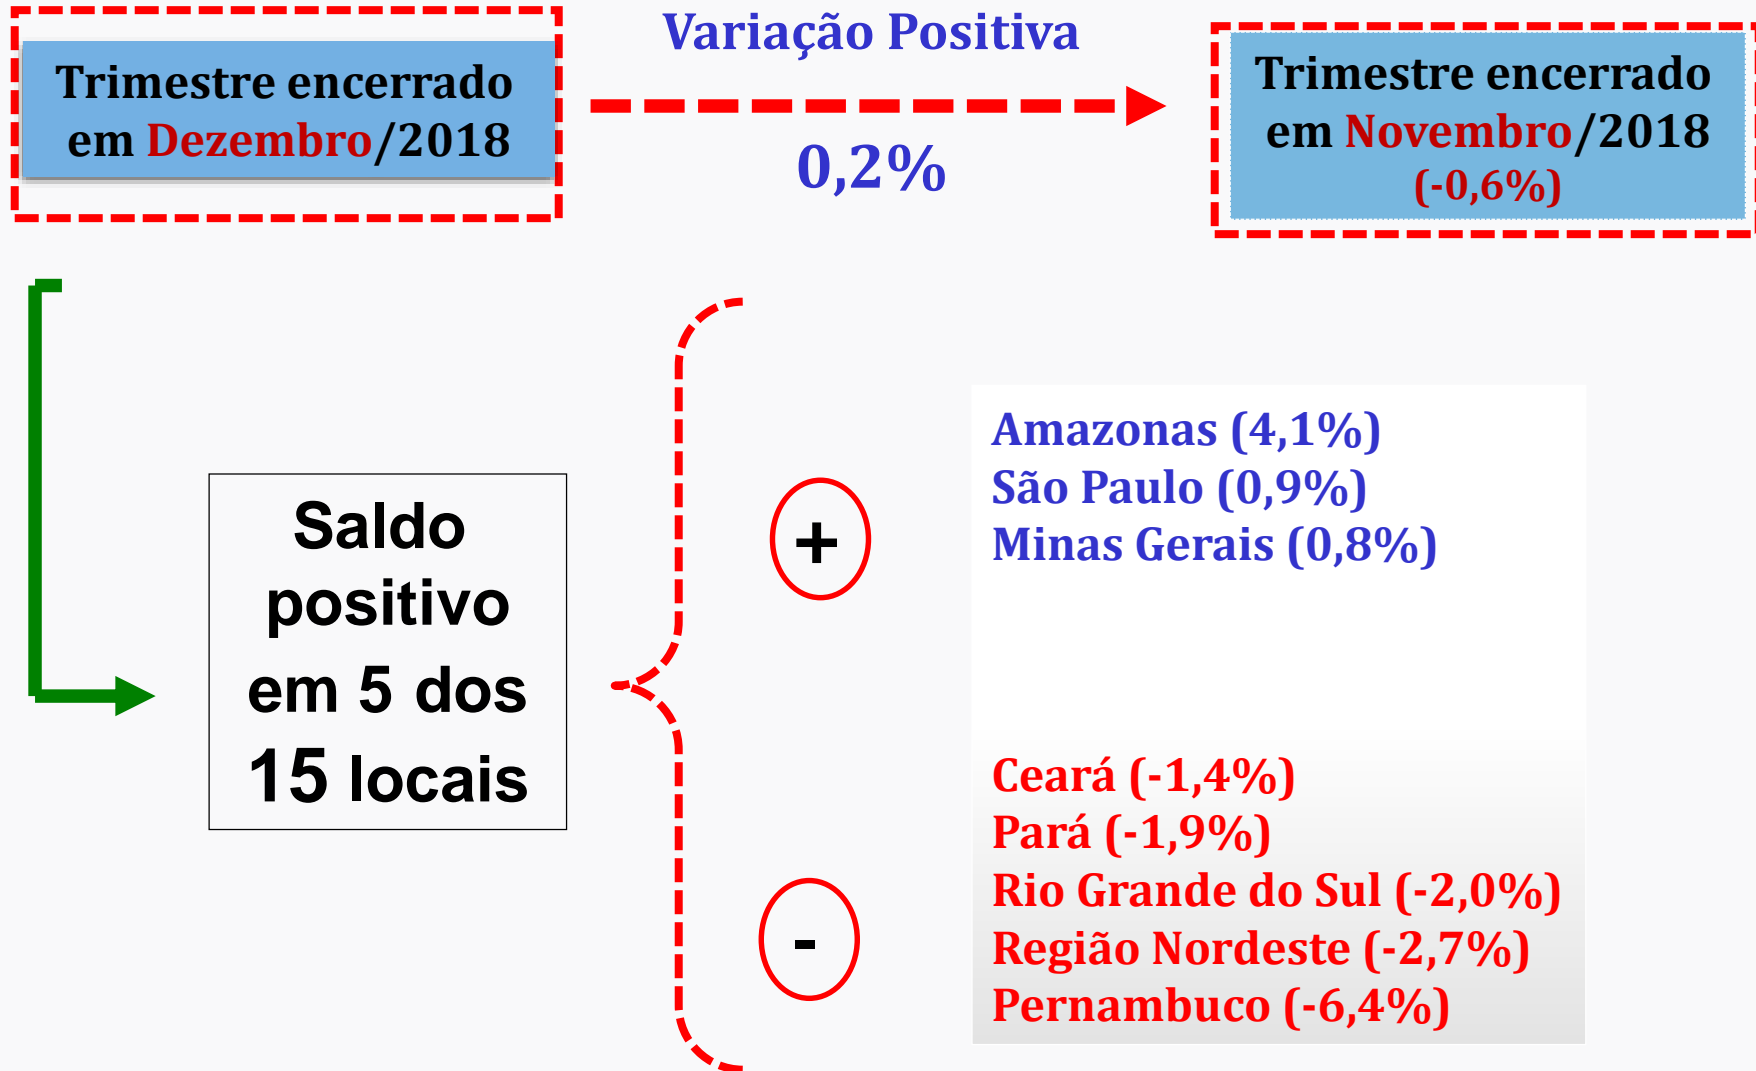 Trimestre encerrado
em Dezembro/2018
Variação Positiva
0,2%
Trimestre encerrado
em Novembro/2018
(-0,6%)
Saldo
positivo
em 5 dos
15 locais
+
Amazonas (4,1%)
São Paulo (0,9%)
Minas Gerais (0,8%)
-
Ceará (-1,4%)
Pará (-1,9%)
Rio Grande do Sul (-2,0%)
Região Nordeste (-2,7%)
Pernambuco (-6,4%)